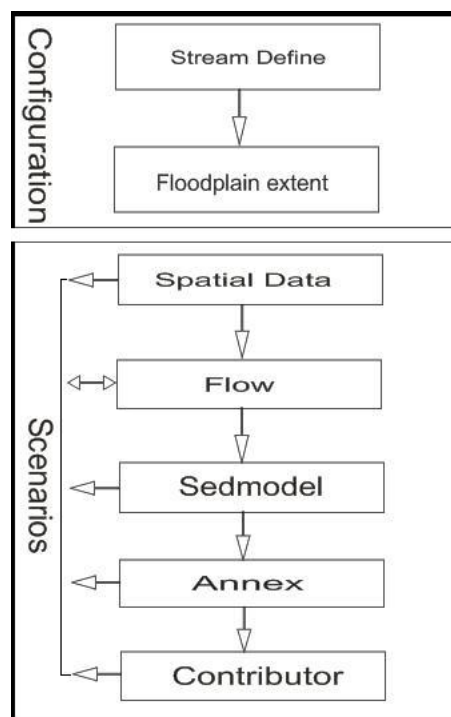 Configuration
Stream Define
Floodplain extent
Scenarios
Spatial Data
Flow
Sedmodel
Annex
Contributor